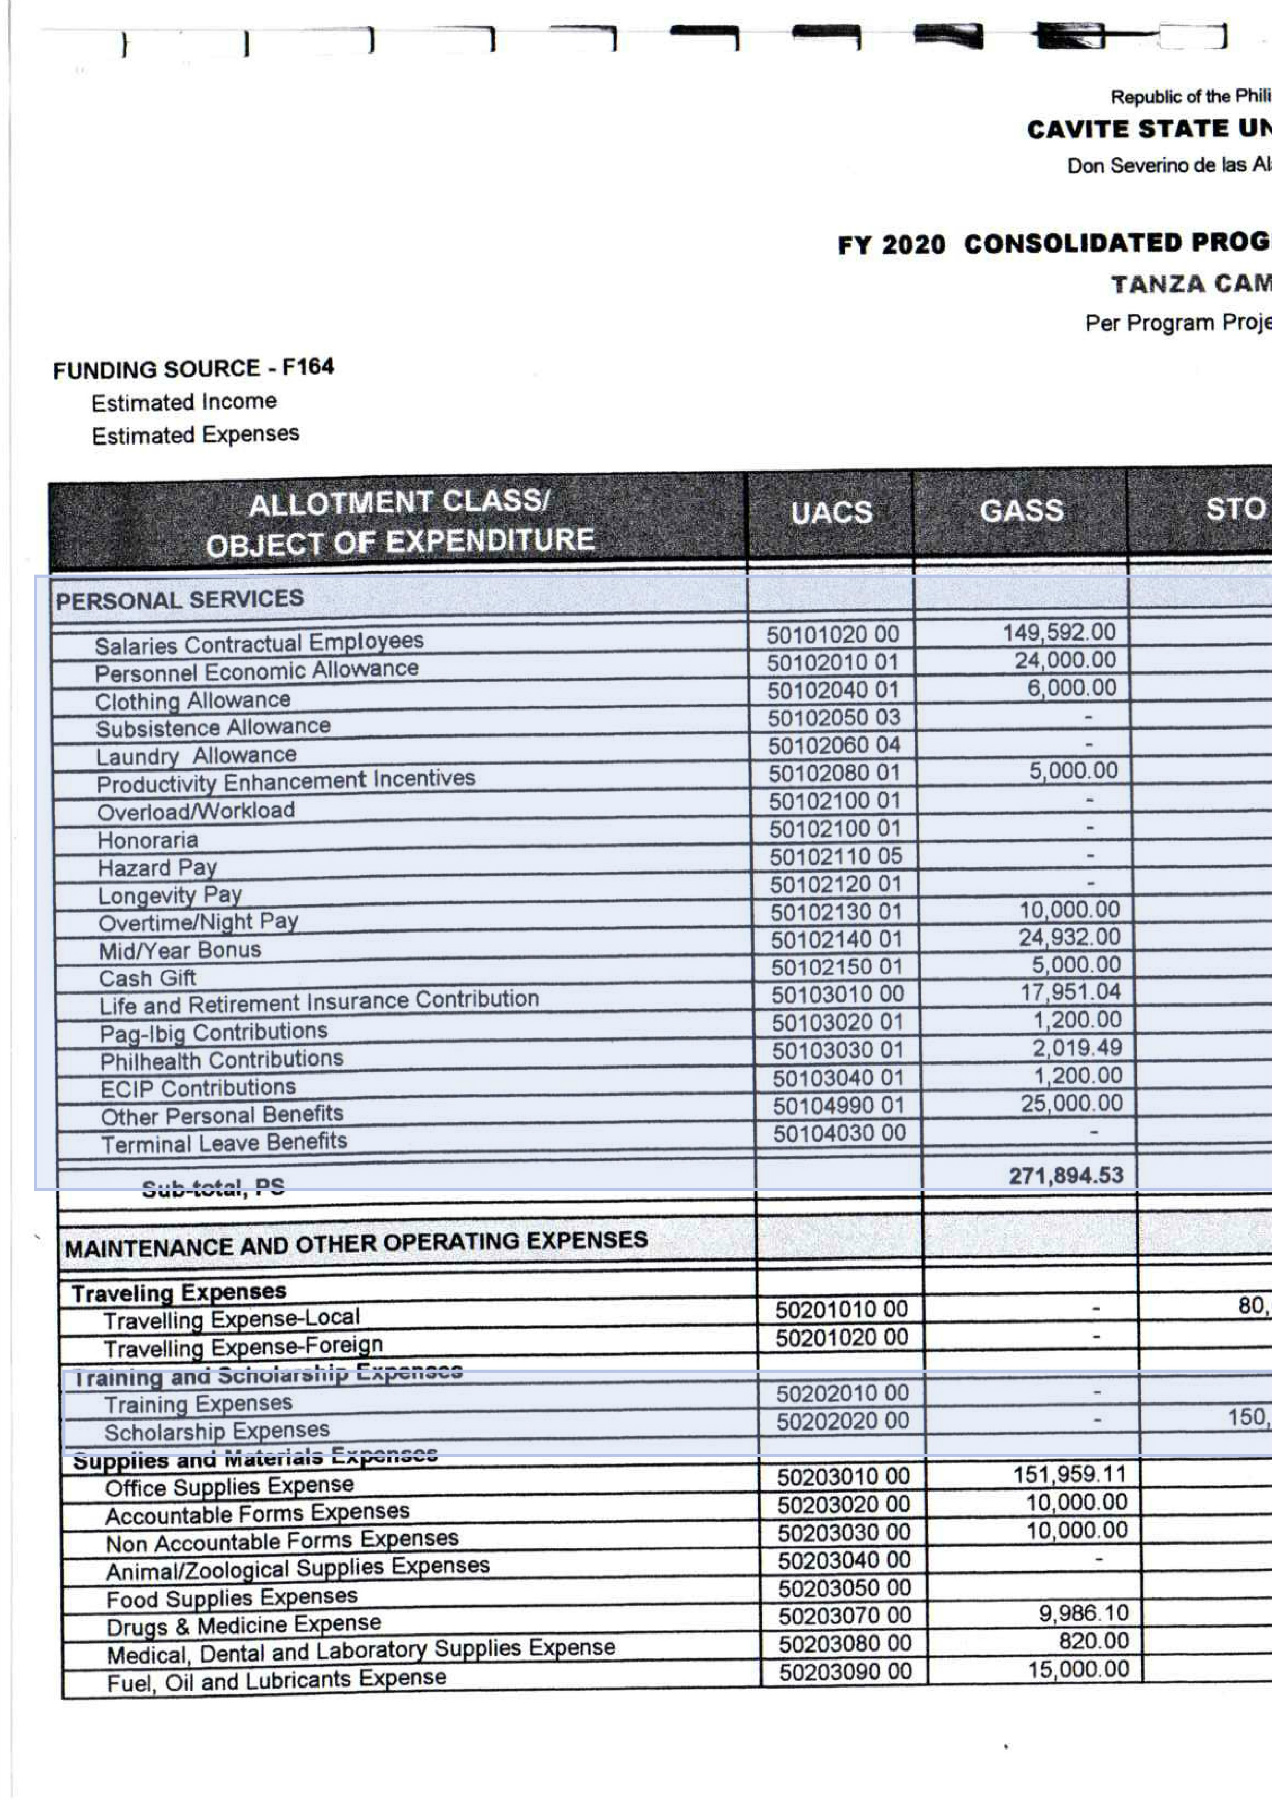 Republic of the Phili
CAVITE STATE UN
Don Severino de las Al
FY 2020 CONSOLIDATED PROG
TANZA CAM
Per Program Proje
FUNDING SOURCE - F164
Estimated Income
Estimated Expenses
ALLOTMENT CLASS/ OBJECT OF EXPENDITURE UACS GASS STO
PERSONAL SERVICES
Salaries Contractual Employees 50101020 00 149,592.00
Personnel Economic Allowance 50102010 01 24,000.00
Clothing Allowance 50102040 01 6,000.00
Subsistence Allowance 50102050 03 -
Laundry Allowance 50102060 04 -
Productivity Enhancement Incentives 50102080 01 5,000.00
Overload/Workload 50102100 01 -
Honoraria 50102100 01 -
Hazard Pay 50102110 05 -
Longevity Pay 50102120 01 -
Overtime/Night Pay 50102130 01 10,000.00
Mid/Year Bonus 50102140 01 24,932.00
Cash Gift 50102150 01 5,000.00
Life and Retirement Insurance Contribution 50103010 00 17,951.04
Pag-Ibig Contributions 50103020 01 1,200.00
Philhealth Contributions 50103030 01 2,019.49
ECIP Contributions 50103040 01 1,200.00
Other Personal Benefits 50104990 01 25,000.00
Terminal Leave Benefits 50104030 00 -
Sub-total, PS 271,894.53
MAINTENANCE AND OTHER OPERATING EXPENSES
Traveling Expenses
Travelling Expense-Local 50201010 00 - 80,
Travelling Expense-Foreign 50201020 00 -
Training and Scholarship Expenses
Training Expenses 50202010 00 -
Scholarship Expenses 50202020 00 - 150,
Supplies and Materials Expenses
Office Supplies Expense 50203010 00 151,959.11
Accountable Forms Expenses 50203020 00 10,000.00
Non Accountable Forms Expenses 50203030 00 10,000.00
Animal/Zoological Supplies Expenses 50203040 00 -
Food Supplies Expenses 50203050 00
Drugs & Medicine Expense 50203070 00 9,986.10
Medical, Dental and Laboratory Supplies Expense 50203080 00 820.00
Fuel, Oil and Lubricants Expense 50203090 00 15,000.00